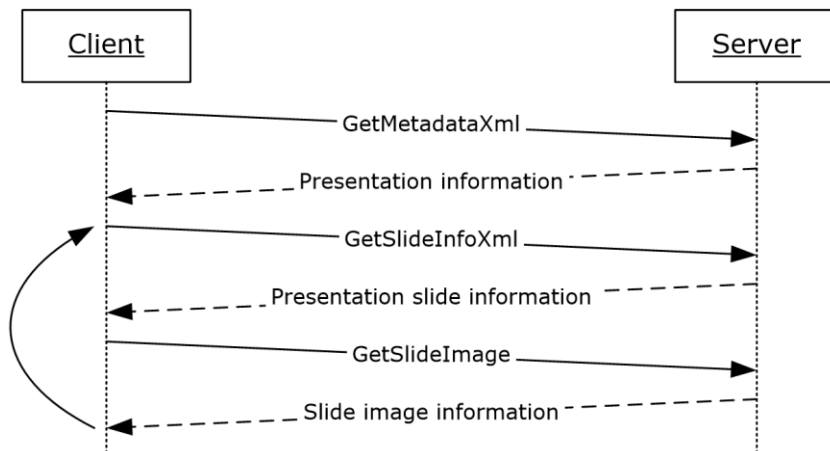 Client
Server
GetMetadataXml
Presentation information
GetSlideInfoXml
Presentation slide information
GetSlideImage
Slide image information